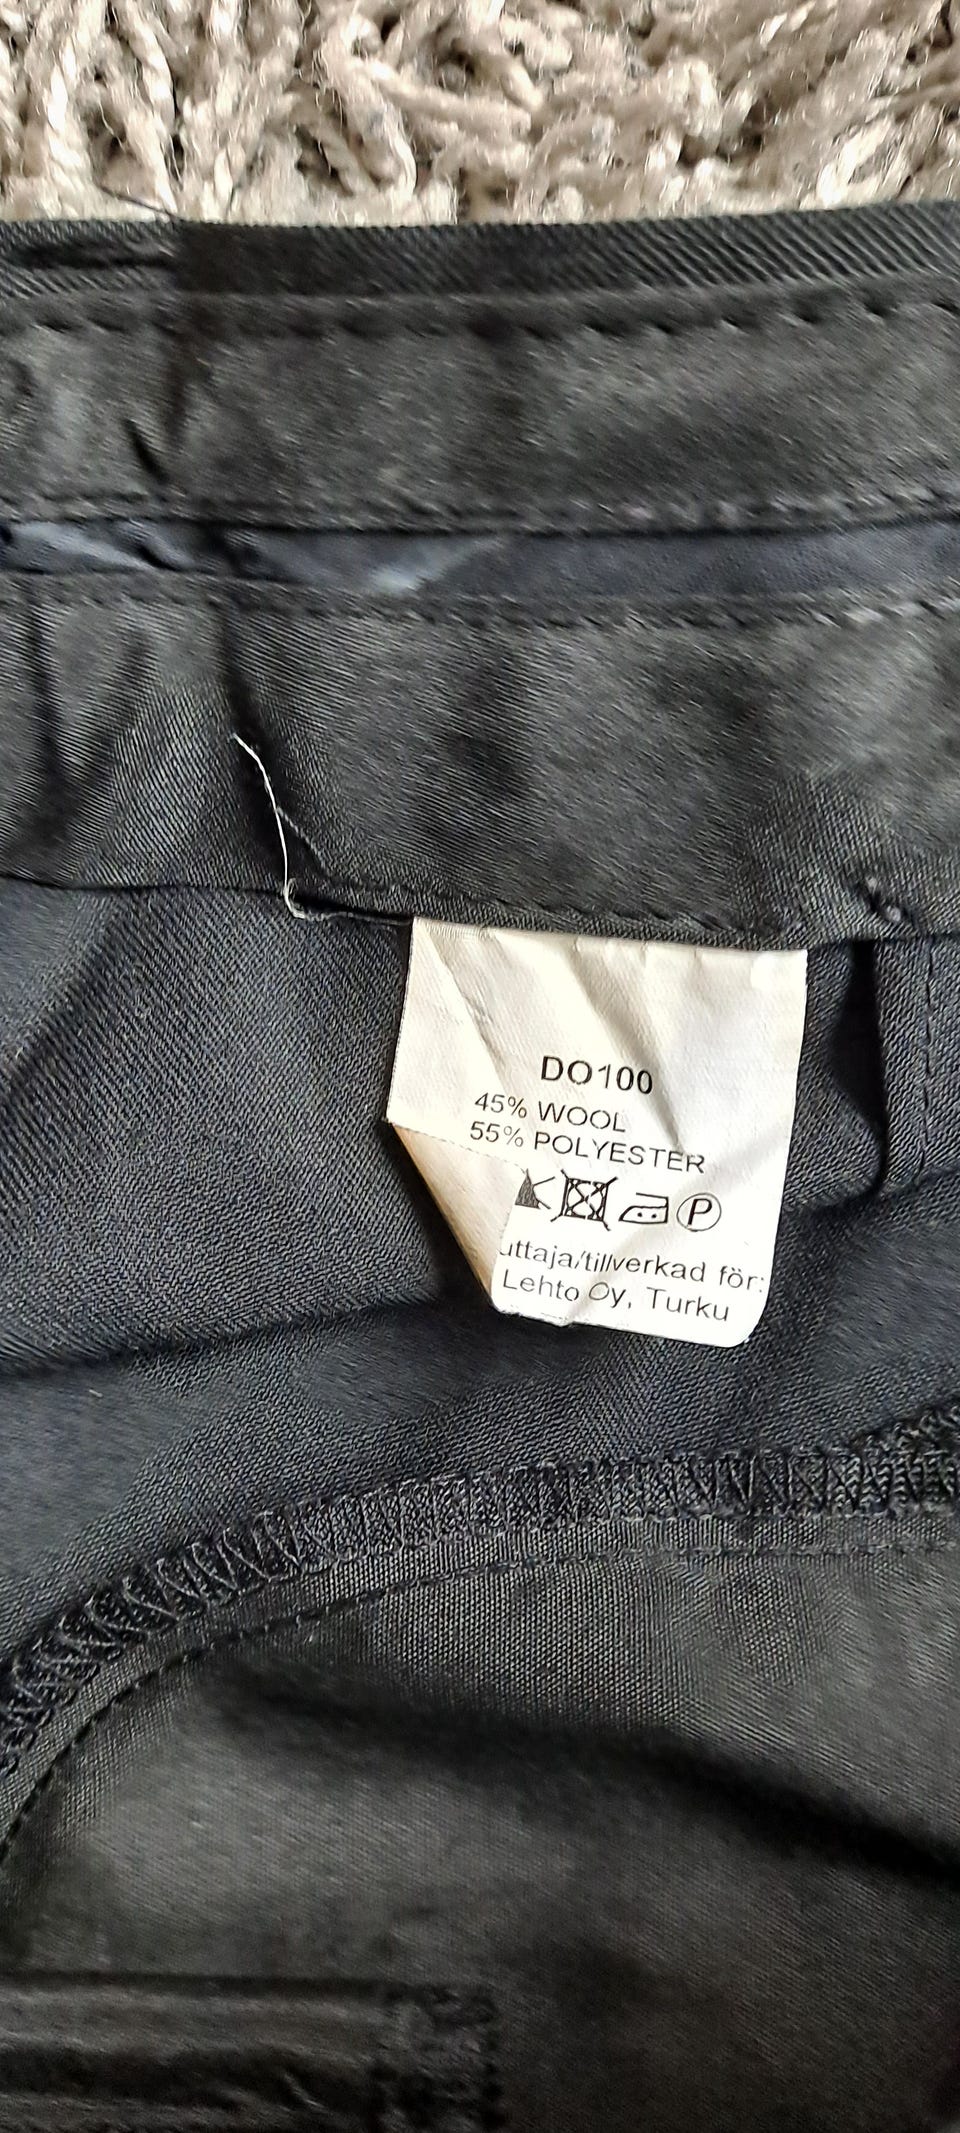 DO100
45% WOOL
55% POLYESTER
P
uttaja/tillverkad för:
Lehto Oy, Turku